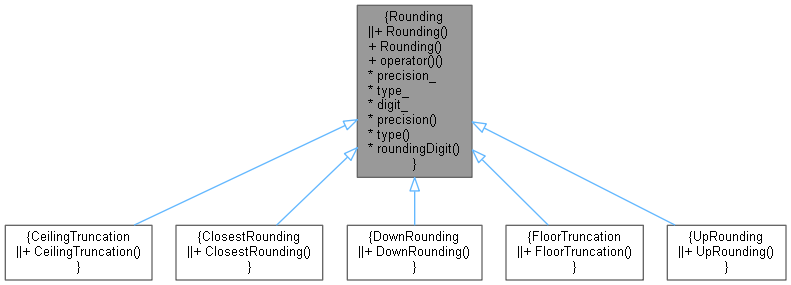 {Rounding
||+ Rounding()
+ Rounding()
+ operator()()
* precision_
* type_
* digit_
* precision()
* type()
* roundingDigit()
}
{CeilingTruncation
||+ CeilingTruncation()
}
{ClosestRounding
||+ ClosestRounding()
}
{DownRounding
||+ DownRounding()
}
{FloorTruncation
||+ FloorTruncation()
}
{UpRounding
||+ UpRounding()
}